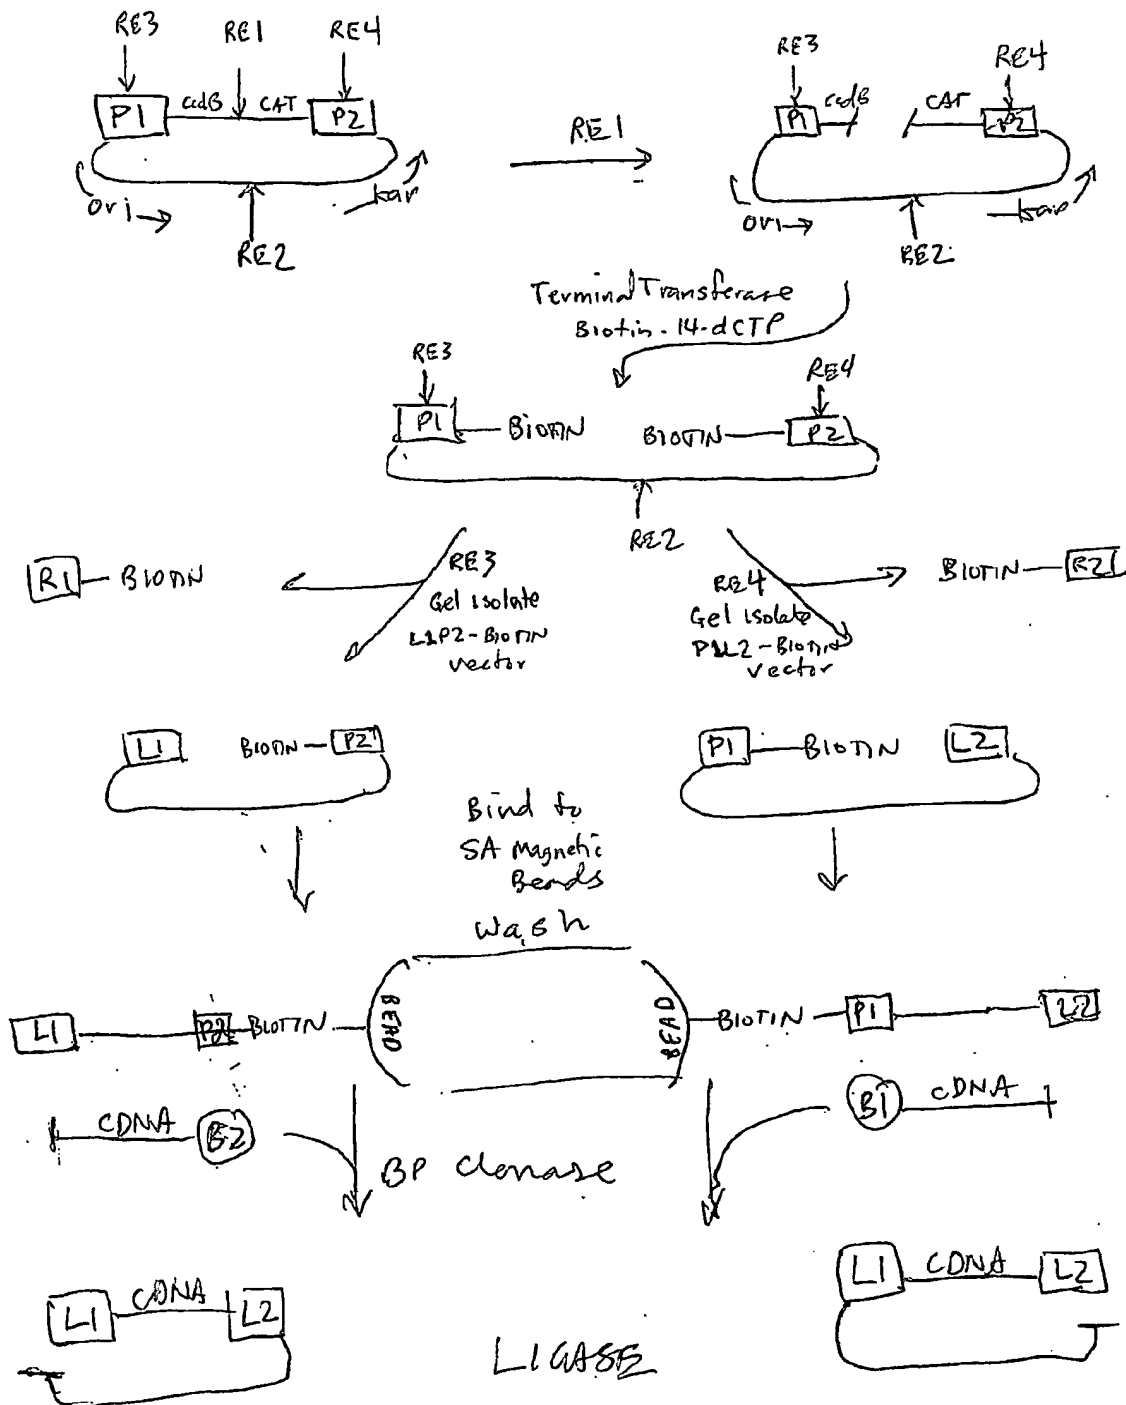 RE3 RE1 RE4
P1 ccdB CAT P2
ori kan
RE2
RE1
RE3 RE4
P1 ccdB CAT P2
ori kan
RE2
Terminal Transferase
Biotin-14-dCTP
RE3 RE4
P1 BIOTIN BIOTIN P2
RE2
R1 BIOTIN
RE3
Gel isolate
L1P2-BIOTIN
vector
RE4
Gel isolate
P1L2-BIOTIN
vector
BIOTIN R2
L1 BIOTIN P2
P1 BIOTIN L2
Bind to
SA Magnetic
Beads
Wash
L1 P2 BIOTIN BEAD
BEAD BIOTIN P1 L2
CDNA B2
B1 CDNA
BP Clonase
L1 CDNA L2
L1 CDNA L2
LIGASE